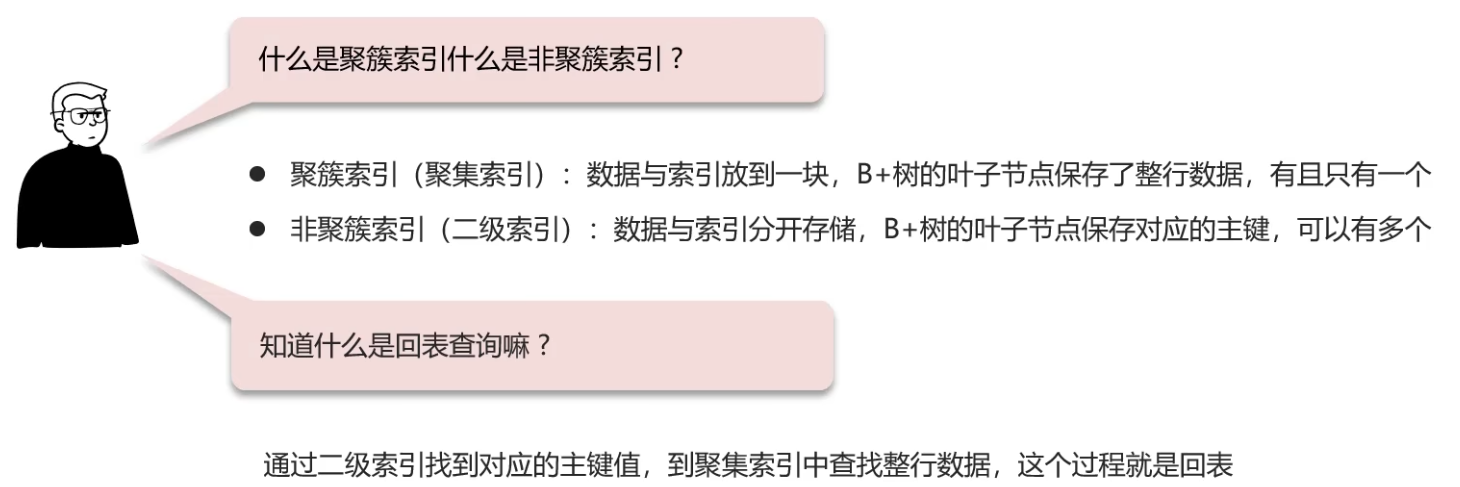 什么是聚簇索引什么是非聚簇索引？
● 聚簇索引（聚集索引）：数据与索引放到一块，B+树的叶子节点保存了整行数据，有且只有一个
● 非聚簇索引（二级索引）：数据与索引分开存储，B+树的叶子节点保存对应的主键，可以有多个
知道什么是回表查询嘛？
通过二级索引找到对应的主键值，到聚集索引中查找整行数据，这个过程就是回表